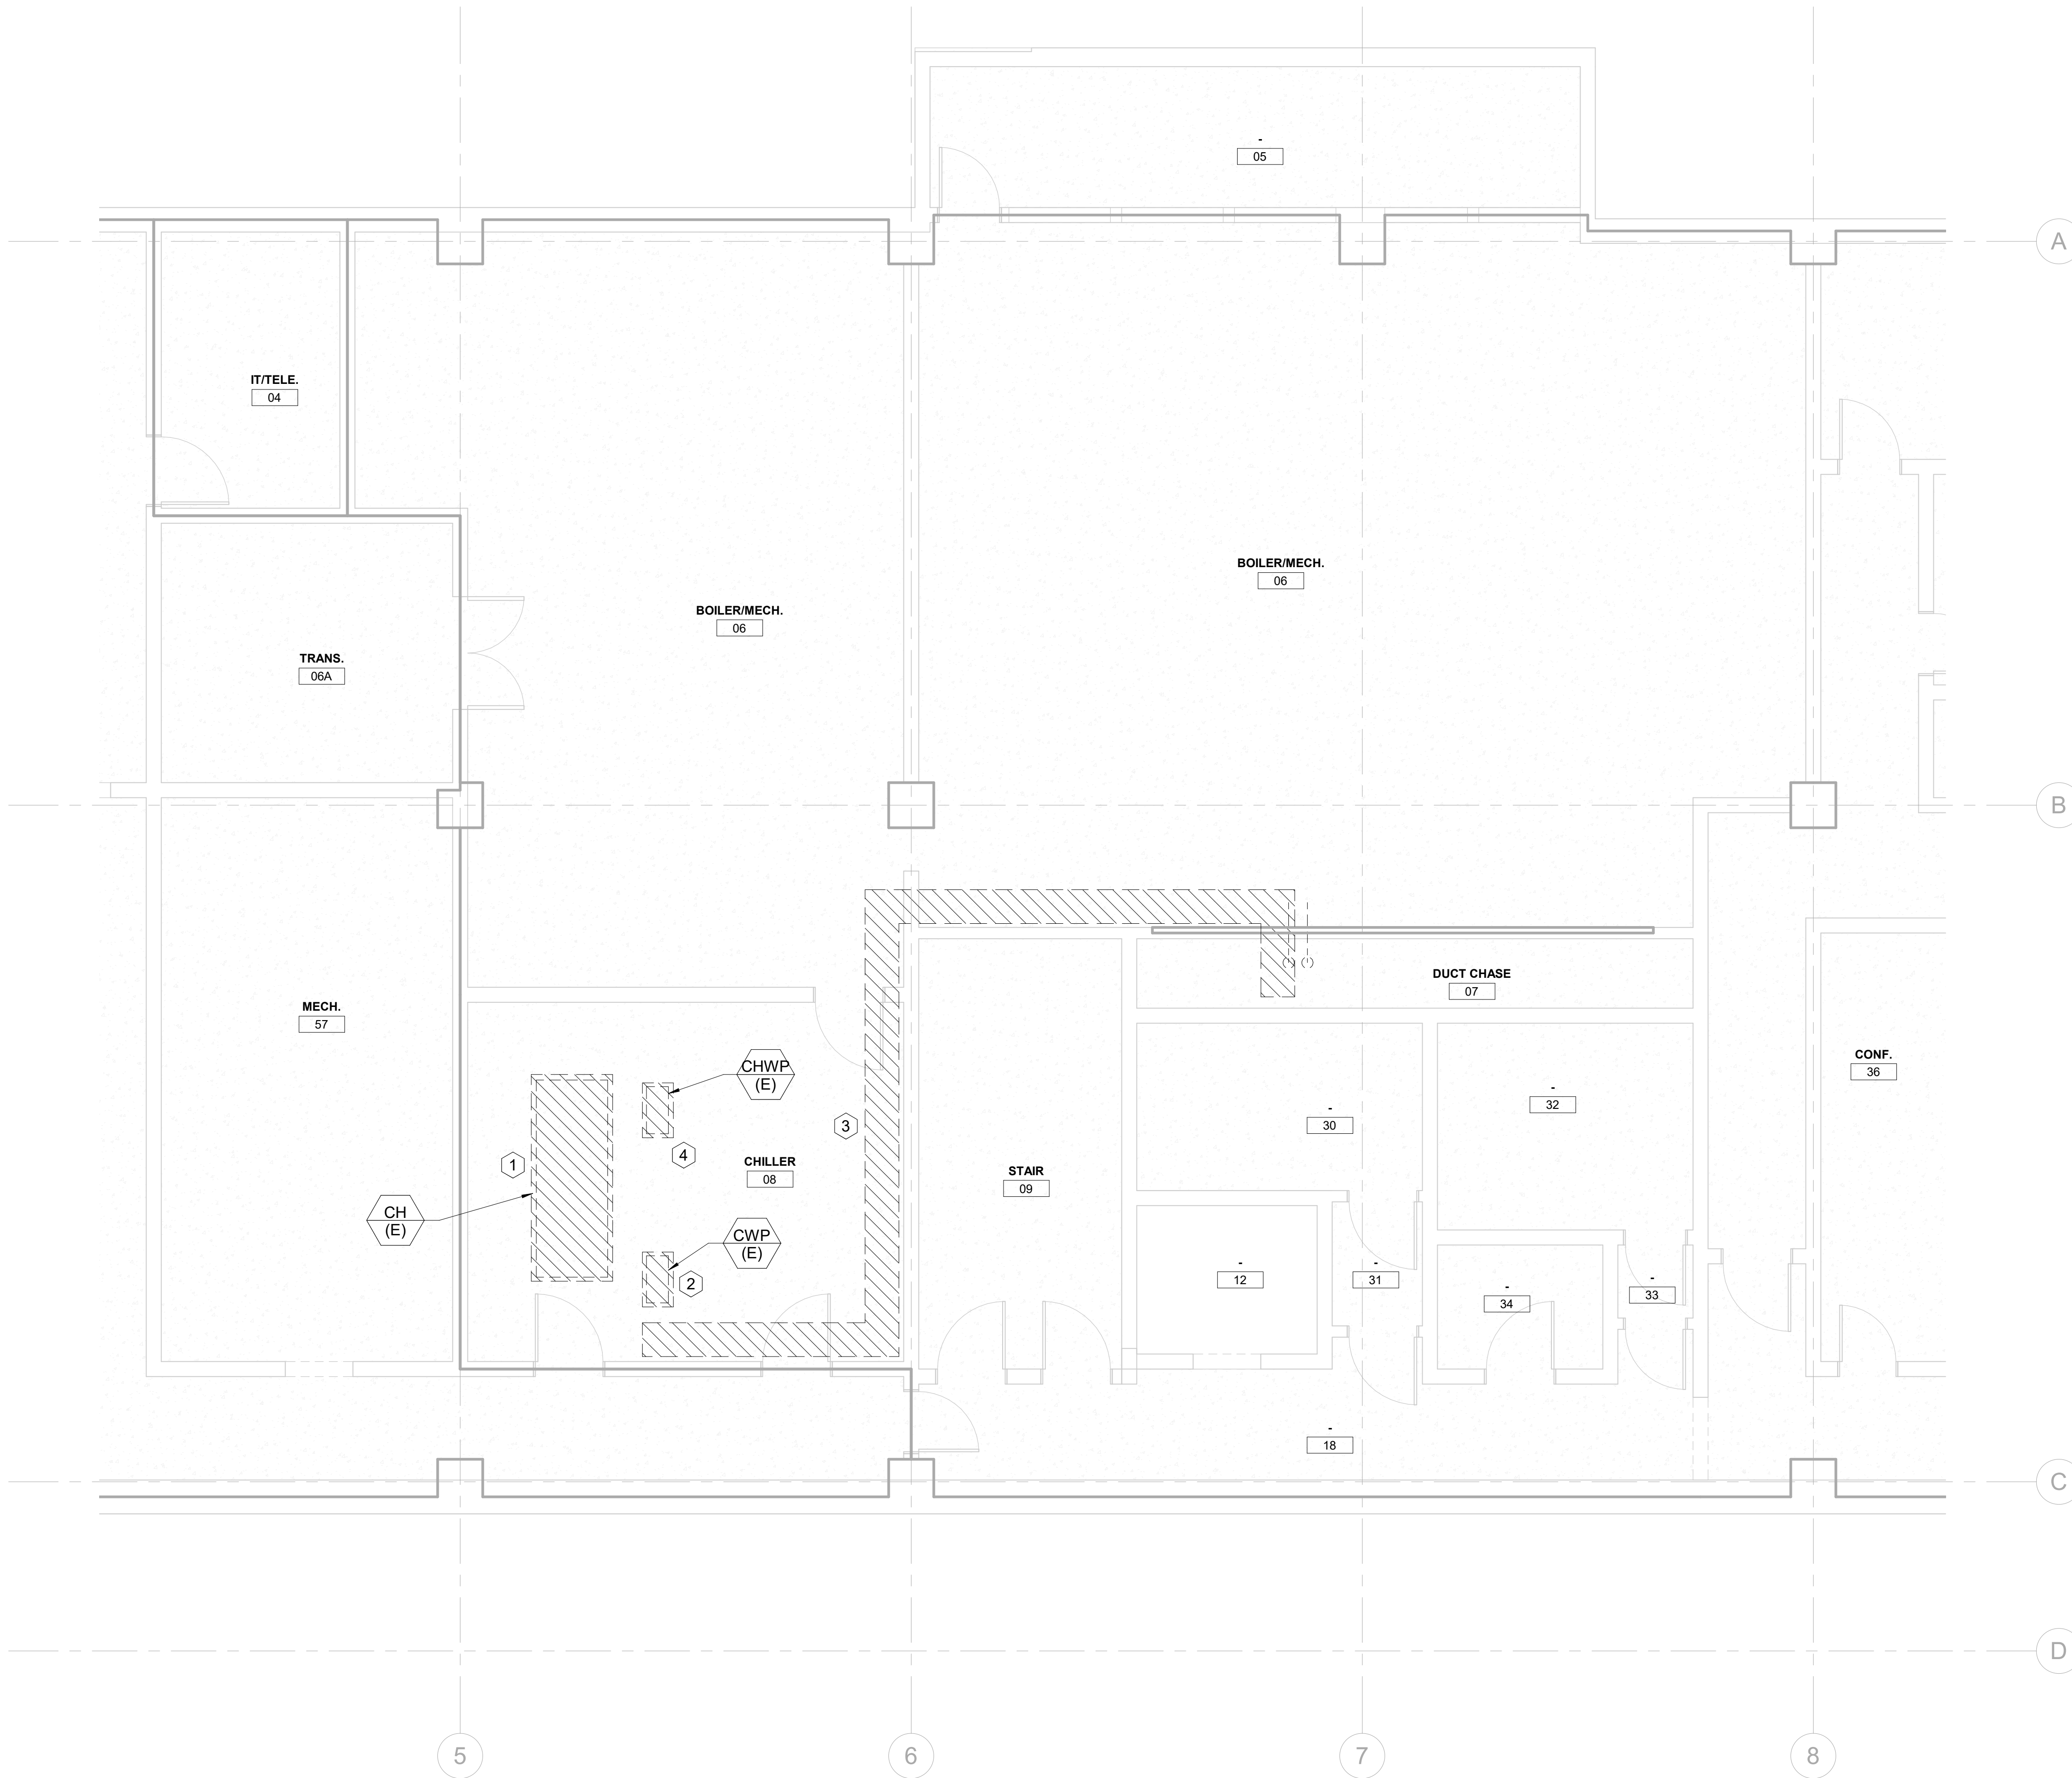 -
05
A
IT/TELE.
04
BOILER/MECH.
06
BOILER/MECH.
06
TRANS.
06A
B
DUCT CHASE
07
MECH.
57
CHWP
(E)
CONF.
36
-
32
-
30
3
4
1
CHILLER
08
STAIR
09
CH
(E)
CWP
(E)
2
-
12
-
31
-
34
-
33
-
18
C
D
5
6
7
8